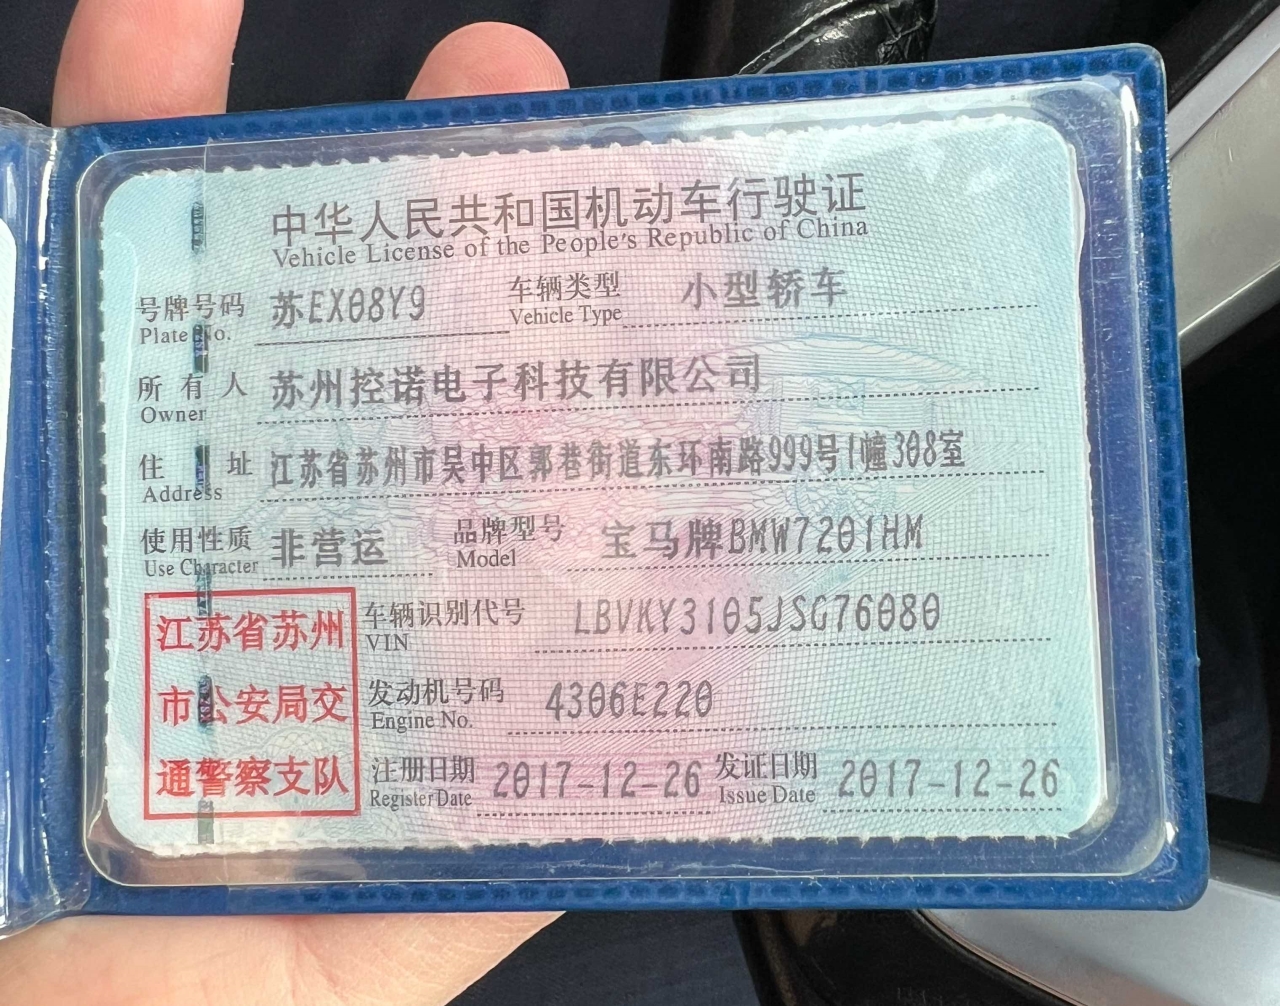 中华人民共和国机动车行驶证
Vehicle License of the People's Republic of China
号牌号码 苏EX08Y9 车辆类型 小型轿车
Plate No. Vehicle Type
所有人 苏州控诺电子科技有限公司
Owner
住址 江苏省苏州市吴中区郭巷街道东环南路999号1幢308室
Address
使用性质 非营运 品牌型号 宝马牌BMW7201HM
Use Character Model
江苏省苏州
市公安局交
通警察支队
车辆识别代号 LBVKY3105JSG76080
VIN
发动机号码 4306E220
Engine No.
注册日期 2017-12-26 发证日期 2017-12-26
Register Date Issue Date